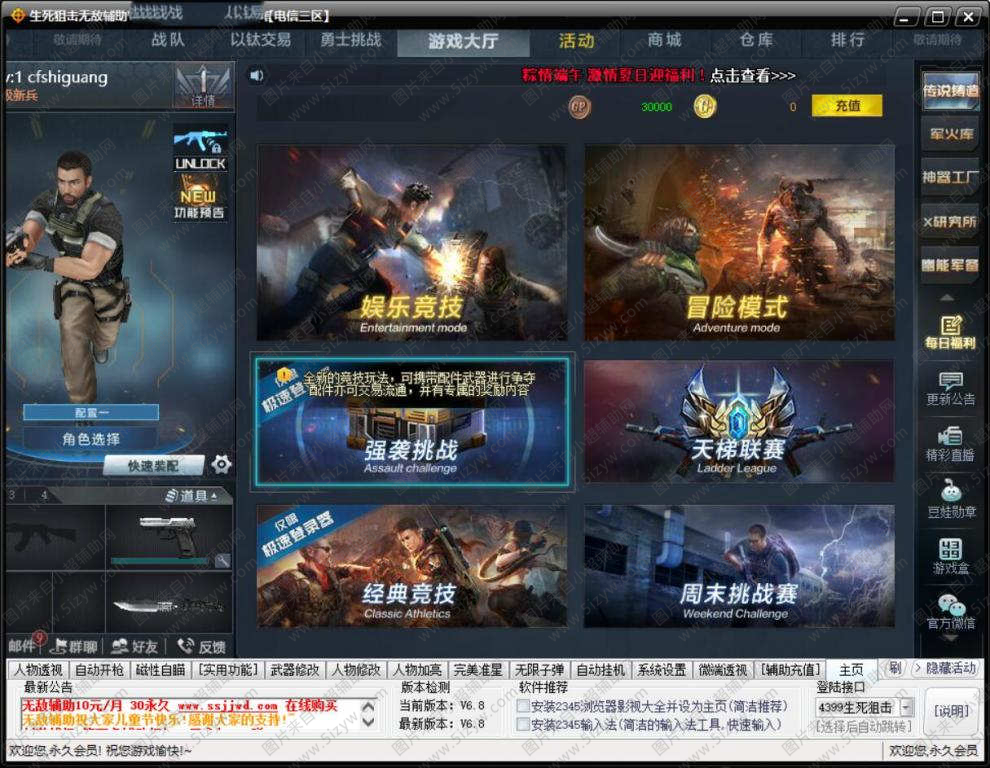 生死狙击无敌辅助
【电信三区】
敬请期待
战队
以钛交易
勇士挑战
游戏大厅
活动
商城
仓库
排行
敬请期待
:1 cfshiguang
级新兵
详情
UNLOCK
NEW
功能预告
粽情端午 激情夏日迎福利！点击查看>>>
GP
30000
0
充值
娱乐竞技
Entertainment mode
冒险模式
Adventure mode
极速登
全新的竞技玩法，可携带配件武器进行争夺
配件亦可交易流通，并有专属的奖励内容
强袭挑战
Assault challenge
天梯联赛
Ladder League
仅限
极速登录器
经典竞技
Classic Athletics
周末挑战赛
Weekend Challenge
配置一
角色选择
快速装配
3
4
道具
邮件
9
群聊
好友
反馈
传说铸造
军火库
神器工厂
X研究所
幽能军备
每日福利
更新公告
精彩直播
豆娃勋章
游戏盒
官方微信
人物透视
自动开枪
磁性自瞄
[实用功能]
武器修改
人物修改
人物加亮
完美准星
无限子弹
自动挂机
系统设置
微端透视
[辅助充值]
主页
刷
> 隐藏活动
最新公告
无敌辅助10元/月 30永久 www.ssjjwd.com 在线购买
无敌辅助祝大家儿童节快乐!感谢大家的支持!
版本检测
当前版本: V6.8
最新版本: V6.8
软件推荐
安装2345浏览器影视大全并设为主页(简洁推荐)
安装2345输入法(简洁的输入法工具,快速输入)
登陆接口
4399生死狙击
[选择后自动跳转]
[说明]
欢迎您,永久会员! 祝您游戏愉快!~
欢迎您,永久会员